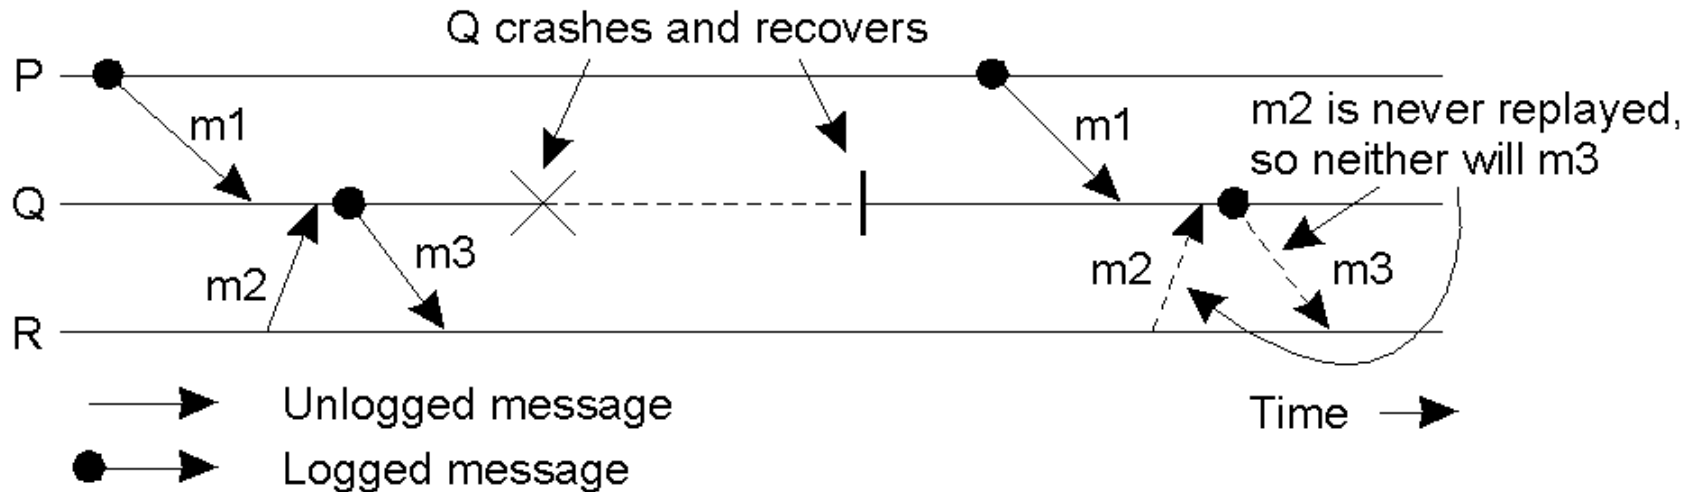 Q crashes and recovers
P
m1
m1
m2 is never replayed,
so neither will m3
Q
m2
m3
m2
m3
R
Unlogged message
Time
Logged message